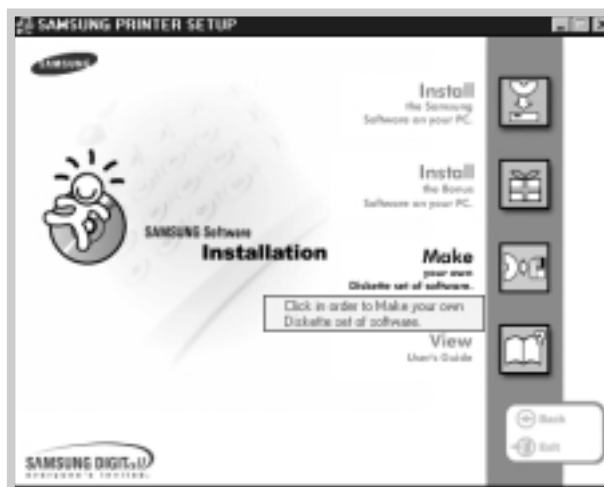 SAMSUNG PRINTER SETUP
SAMSUNG
Install
the Samsung
Software on your PC.
Install
the Bonus
Software on your PC.
SAMSUNG Software
Installation
Make
your own
Diskette set of software.
Click in order to Make your own
Diskette set of software.
View
User's Guide
Back
Exit
SAMSUNG DIGITall
everyone's invited.